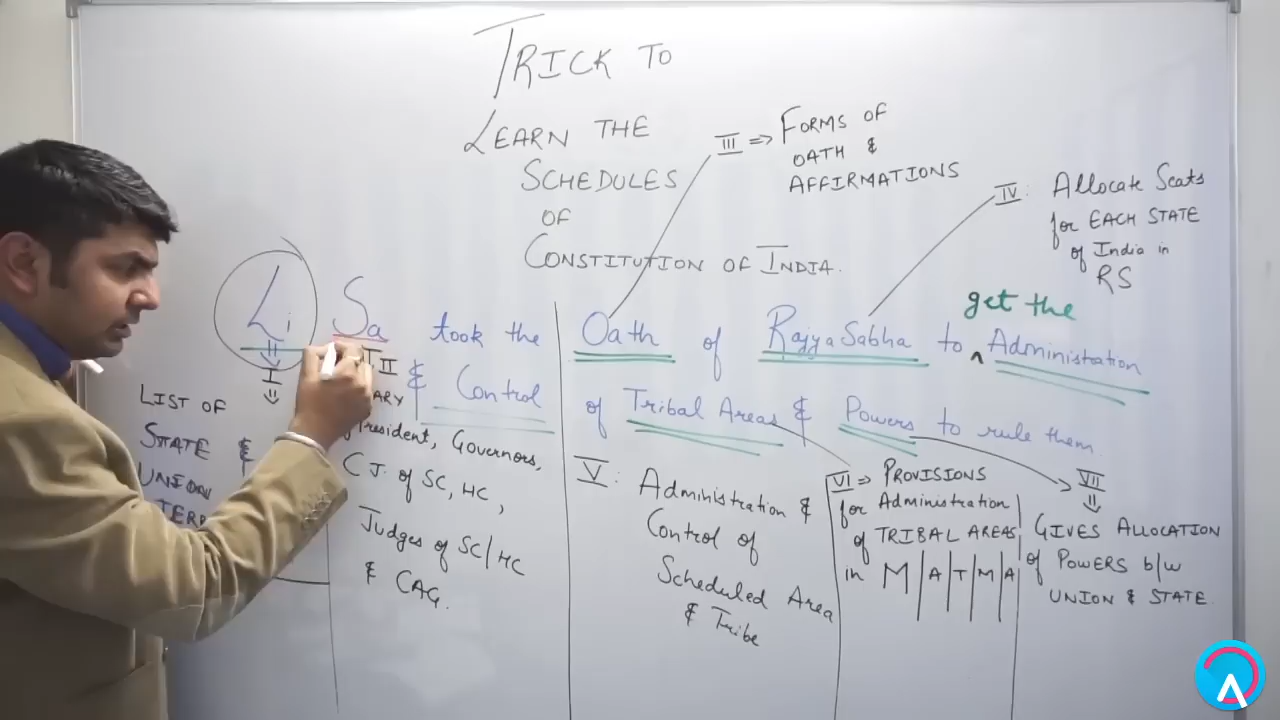 TRICK TO
LEARN THE
SCHEDULES
OF
CONSTITUTION OF INDIA.
III ⇒ FORMS OF
OATH &
AFFIRMATIONS
IV: Allocate Seats
for EACH STATE
of India in
RS
get the
Li Sa took the Oath of RajyaSabha to ^ Administration
& Control of Tribal Areas & Powers to rule them.
I
LIST OF
STATE &
UNION
II
President, Governors,
CJ. of SC, HC,
Judges of SC/HC
& CAG.
V: Administration &
Control of
Scheduled Area
& Tribe
VI ⇒ PROVISIONS
for Administration
of TRIBAL AREAS
in M|A|T|M|A|
VII
GIVES ALLOCATION
of POWERS b/w
UNION & STATE.